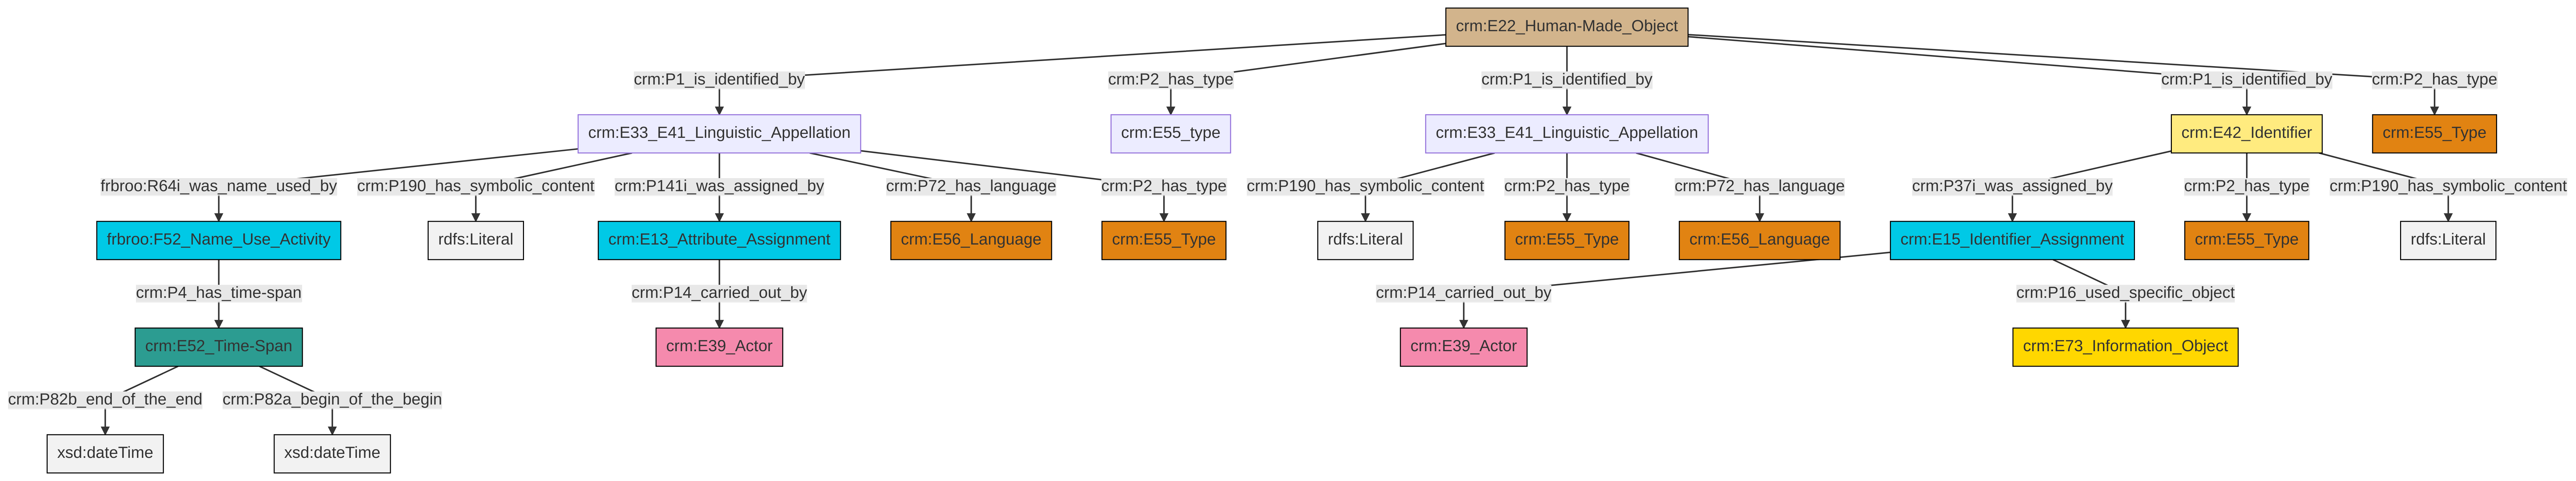 crm:E22_Human-Made_Object
crm:P1_is_identified_by
crm:P2_has_type
crm:P1_is_identified_by
crm:P1_is_identified_by
crm:P2_has_type
crm:E33_E41_Linguistic_Appellation
crm:E55_type
crm:E33_E41_Linguistic_Appellation
crm:E42_Identifier
crm:E55_Type
frbroo:R64i_was_name_used_by
crm:P190_has_symbolic_content
crm:P141i_was_assigned_by
crm:P72_has_language
crm:P2_has_type
crm:P190_has_symbolic_content
crm:P2_has_type
crm:P72_has_language
crm:P37i_was_assigned_by
crm:P2_has_type
crm:P190_has_symbolic_content
frbroo:F52_Name_Use_Activity
rdfs:Literal
crm:E13_Attribute_Assignment
crm:E56_Language
crm:E55_Type
rdfs:Literal
crm:E55_Type
crm:E56_Language
crm:E15_Identifier_Assignment
crm:E55_Type
rdfs:Literal
crm:P4_has_time-span
crm:P14_carried_out_by
crm:P14_carried_out_by
crm:P16_used_specific_object
crm:E52_Time-Span
crm:E39_Actor
crm:E39_Actor
crm:E73_Information_Object
crm:P82b_end_of_the_end
crm:P82a_begin_of_the_begin
xsd:dateTime
xsd:dateTime